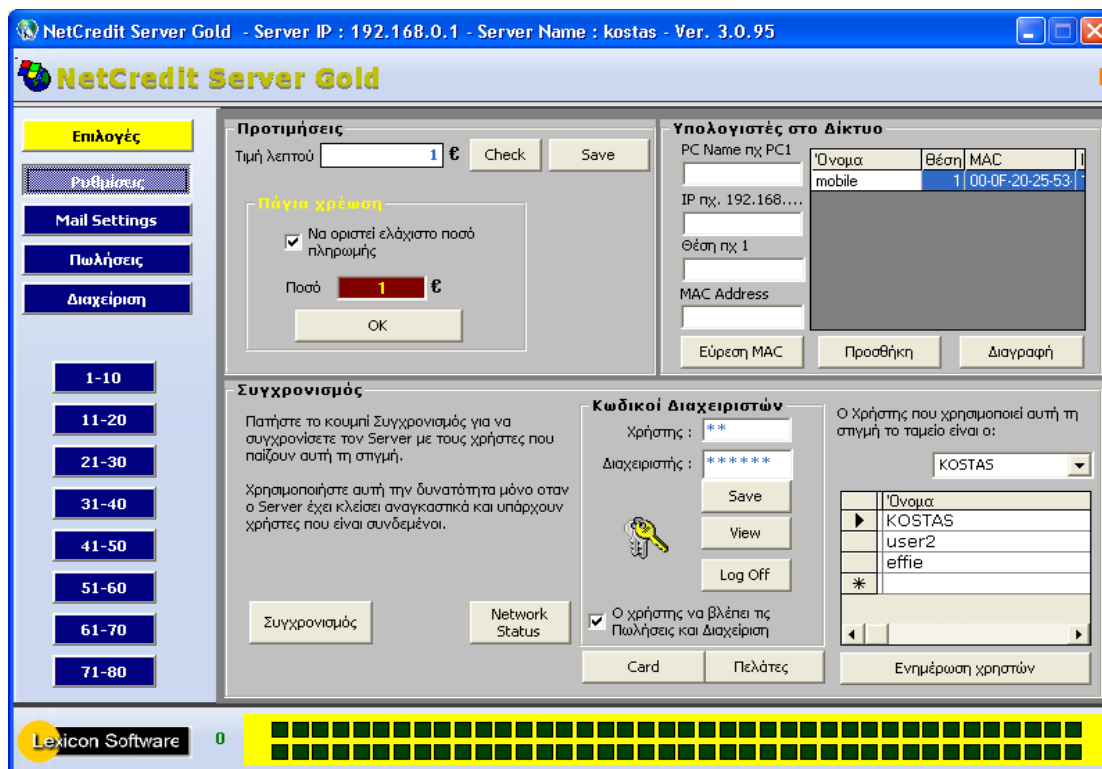 NetCredit Server Gold - Server IP : 192.168.0.1 - Server Name : kostas - Ver. 3.0.95
NetCredit Server Gold
Επιλογές
Ρυθμίσεις
Mail Settings
Πωλήσεις
Διαχείριση
1-10
11-20
21-30
31-40
41-50
51-60
61-70
71-80
Προτιμήσεις
Τιμή λεπτού 1 € Check Save
Πάγια χρέωση
Να οριστεί ελάχιστο ποσό
πληρωμής
Ποσό 1 €
OK
Υπολογιστές στο Δίκτυο
PC Name πχ PC1
IP πχ. 192.168....
Θέση πχ 1
MAC Address
Όνομα Θέση MAC
mobile 1 00-0F-20-25-53-
Εύρεση MAC Προσθήκη Διαγραφή
Συγχρονισμός
Πατήστε το κουμπί Συγχρονισμός για να
συγχρονίσετε τον Server με τους χρήστες που
παίζουν αυτή τη στιγμή.
Χρησιμοποιήστε αυτή την δυνατότητα μόνο οταν
ο Server έχει κλείσει αναγκαστικά και υπάρχουν
χρήστες που είναι συνδεμένοι.
Συγχρονισμός
Network
Status
Κωδικοί Διαχειριστών
Χρήστης : **
Διαχειριστής : ******
Save
View
Log Off
Ο χρήστης να βλέπει τις
Πωλήσεις και Διαχείριση
Card Πελάτες
Ο Χρήστης που χρησιμοποιεί αυτή τη
στιγμή το ταμείο είναι ο:
KOSTAS
Όνομα
KOSTAS
user2
effie
Ενημέρωση χρηστών
Lexicon Software 0